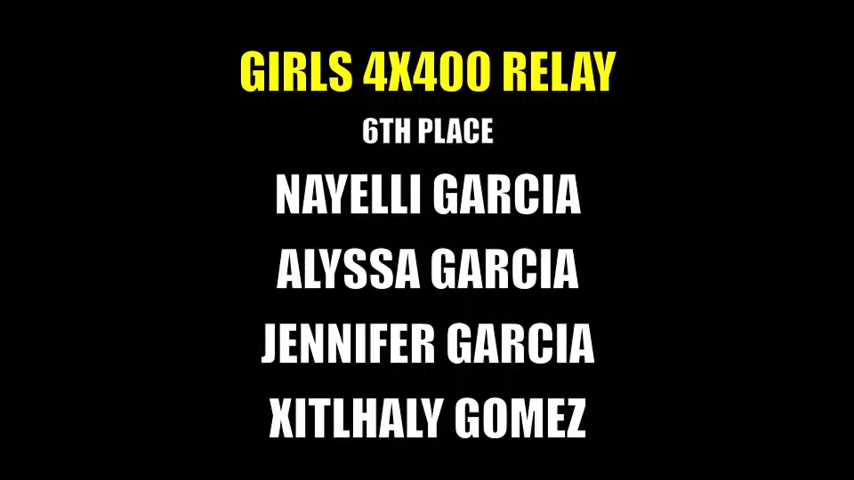 GIRLS 4X400 RELAY
6TH PLACE
NAYELLI GARCIA
ALYSSA GARCIA
JENNIFER GARCIA
XITLHALY GOMEZ